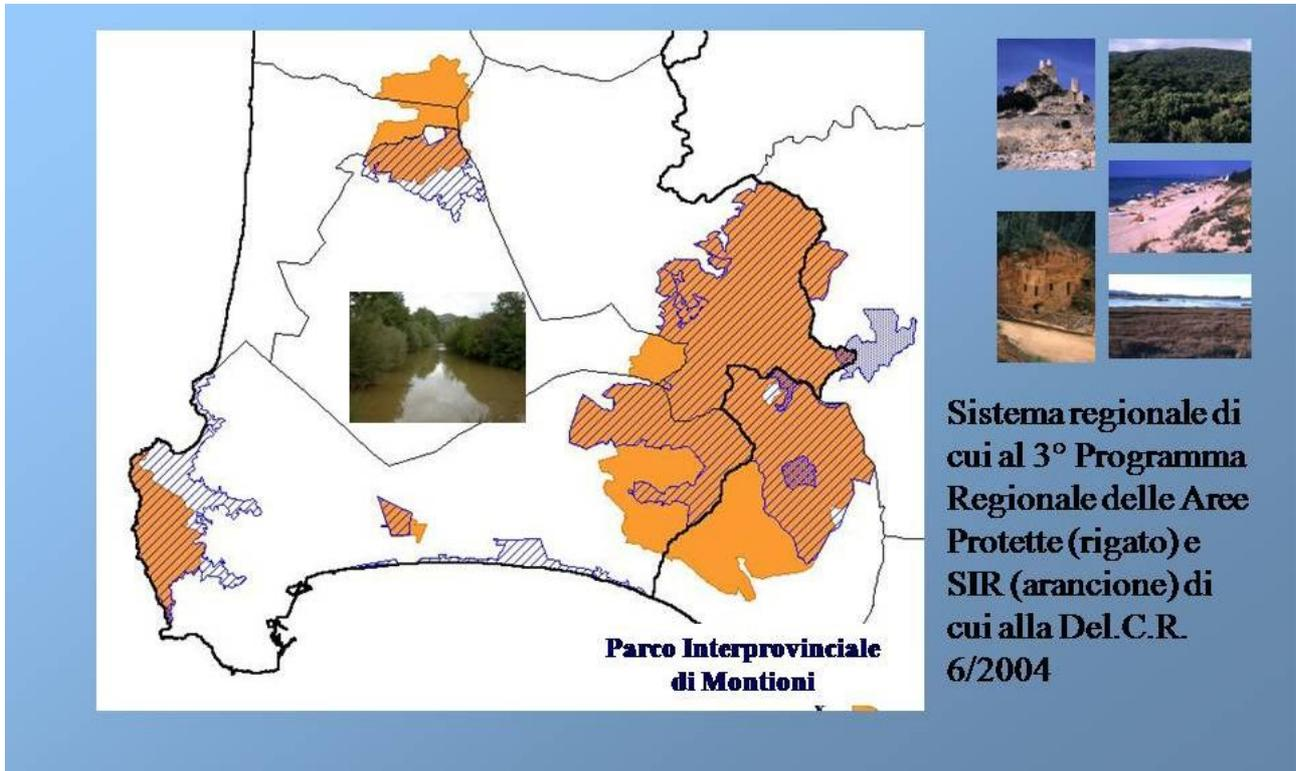 Parco Interprovinciale
di Montioni
Sistema regionale di
cui al 3° Programma
Regionale delle Aree
Protette (rigato) e
SIR (arancione) di
cui alla Del.C.R.
6/2004